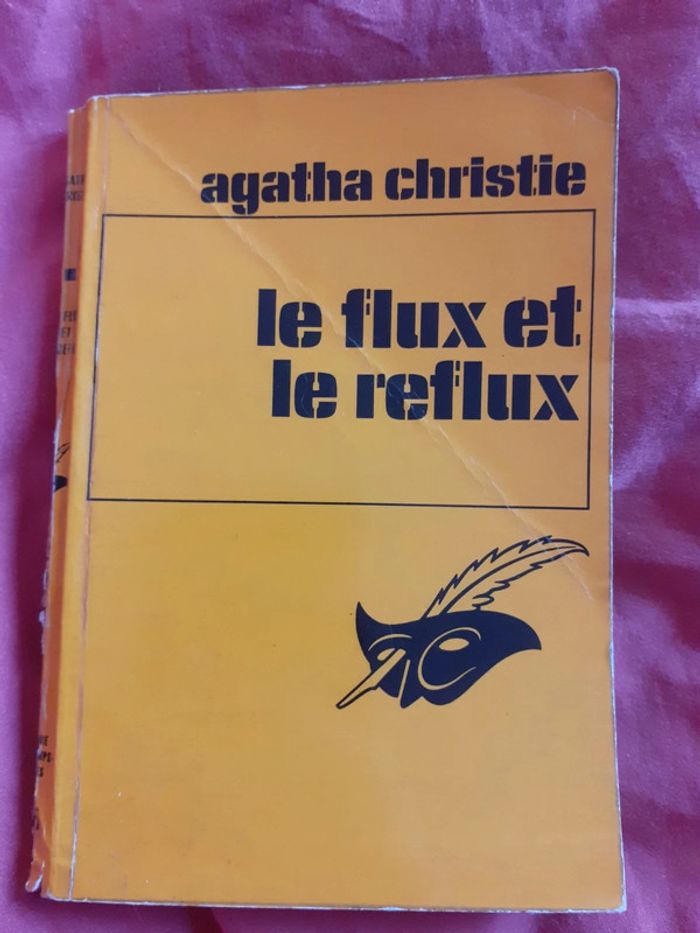 agatha christie
le flux et
le reflux